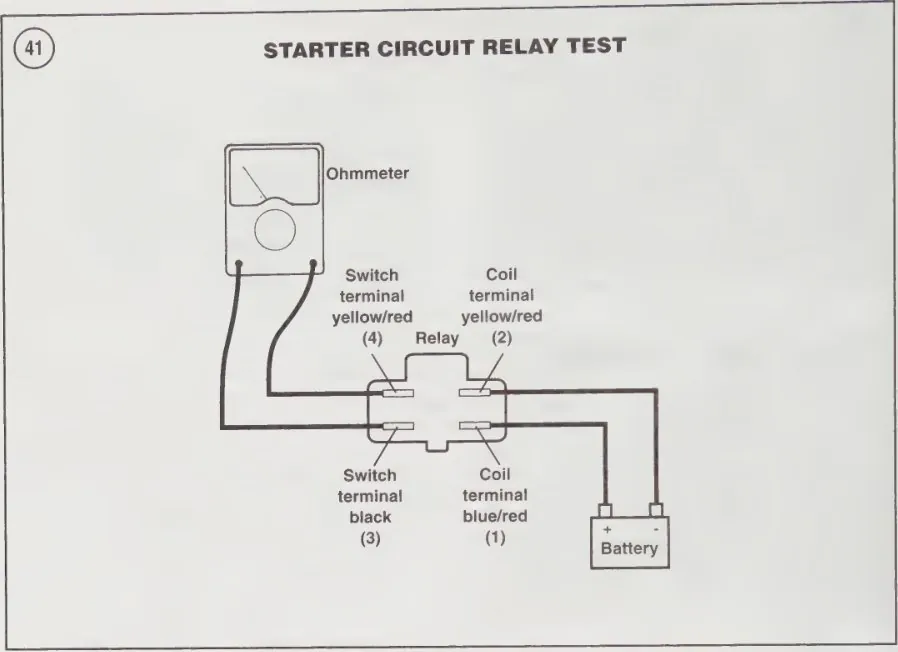 41
STARTER CIRCUIT RELAY TEST
Ohmmeter
Switch
terminal
yellow/red
(4)
Coil
terminal
yellow/red
(2)
Relay
Switch
terminal
black
(3)
Coil
terminal
blue/red
(1)
+ -
Battery